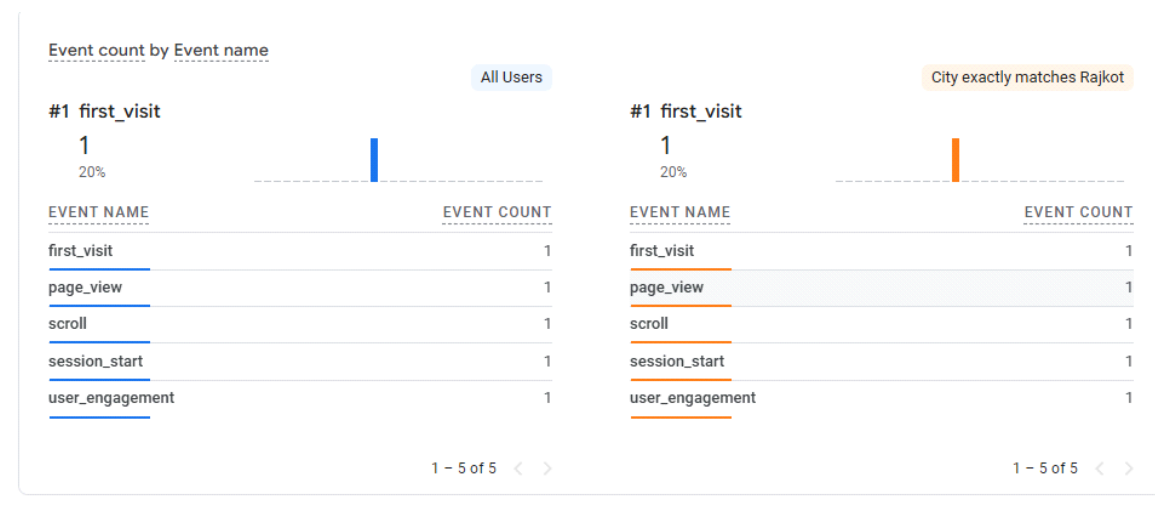 Event count by Event name
All Users
#1 first_visit
1
20%
EVENT NAME EVENT COUNT
first_visit 1
page_view 1
scroll 1
session_start 1
user_engagement 1
1 – 5 of 5
City exactly matches Rajkot
#1 first_visit
1
20%
EVENT NAME EVENT COUNT
first_visit 1
page_view 1
scroll 1
session_start 1
user_engagement 1
1 – 5 of 5